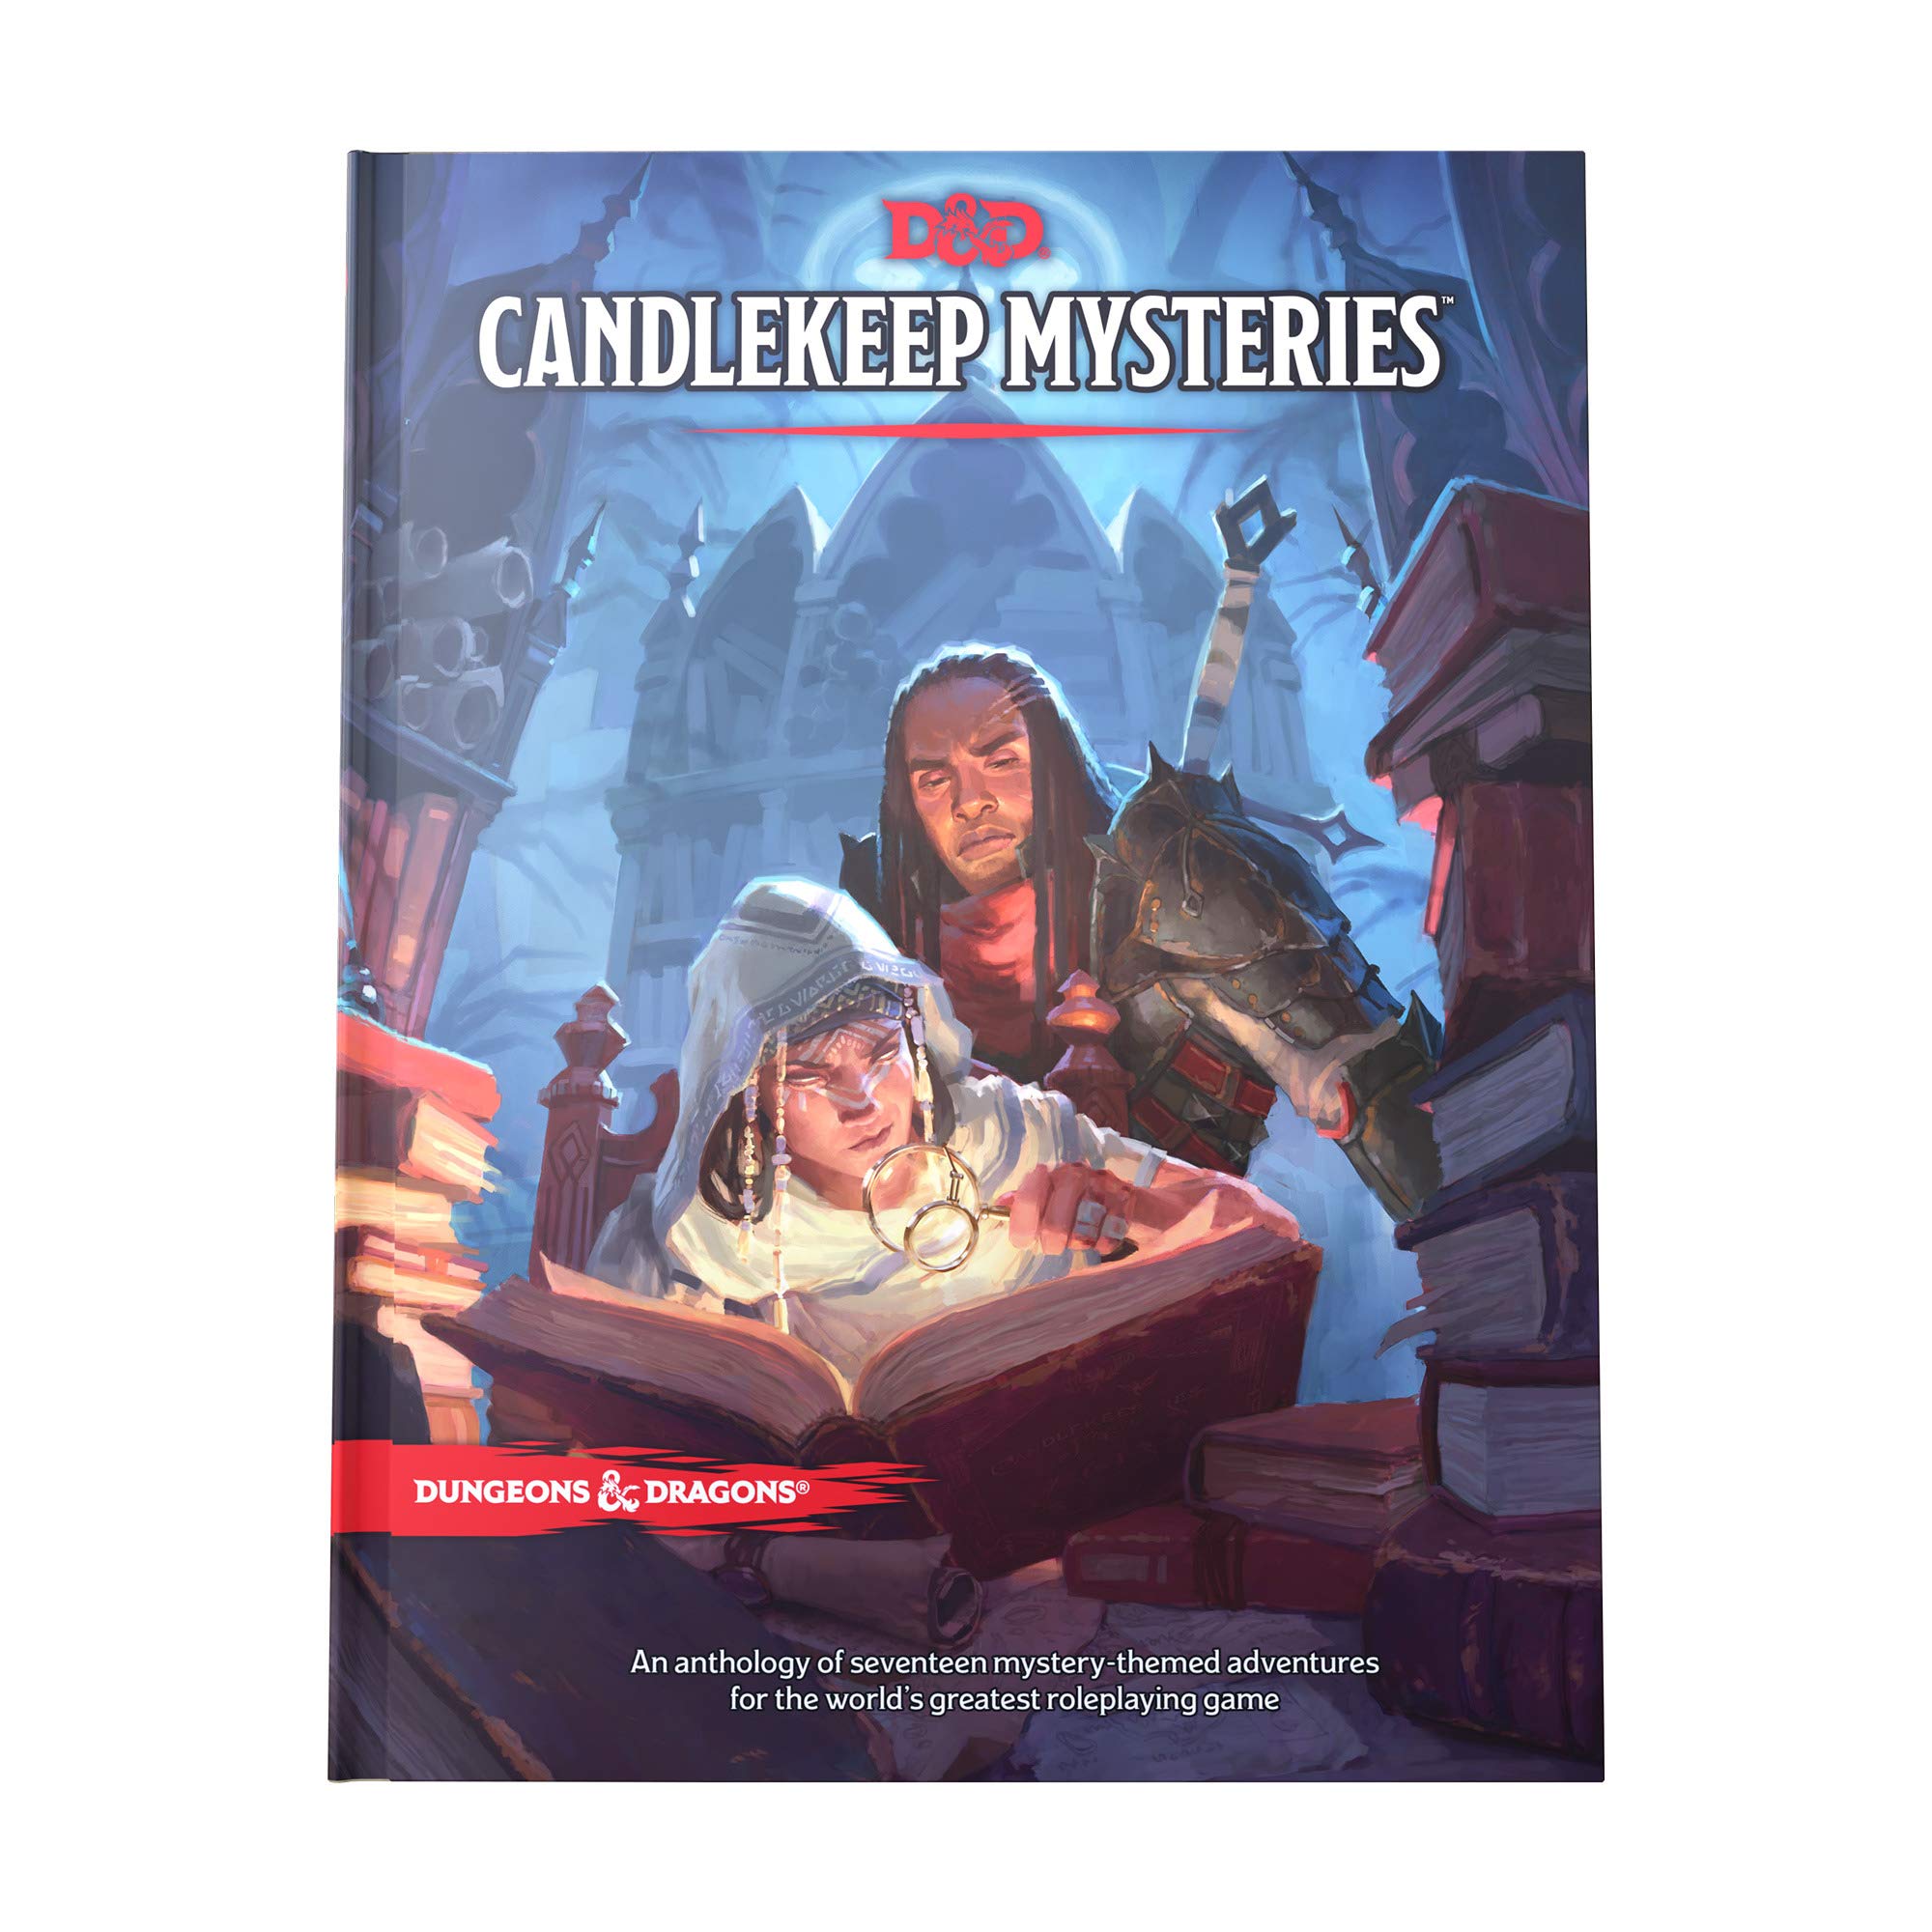 D&D®
CANDLEKEEP MYSTERIES™
DUNGEONS & DRAGONS®
An anthology of seventeen mystery-themed adventures
for the world's greatest roleplaying game